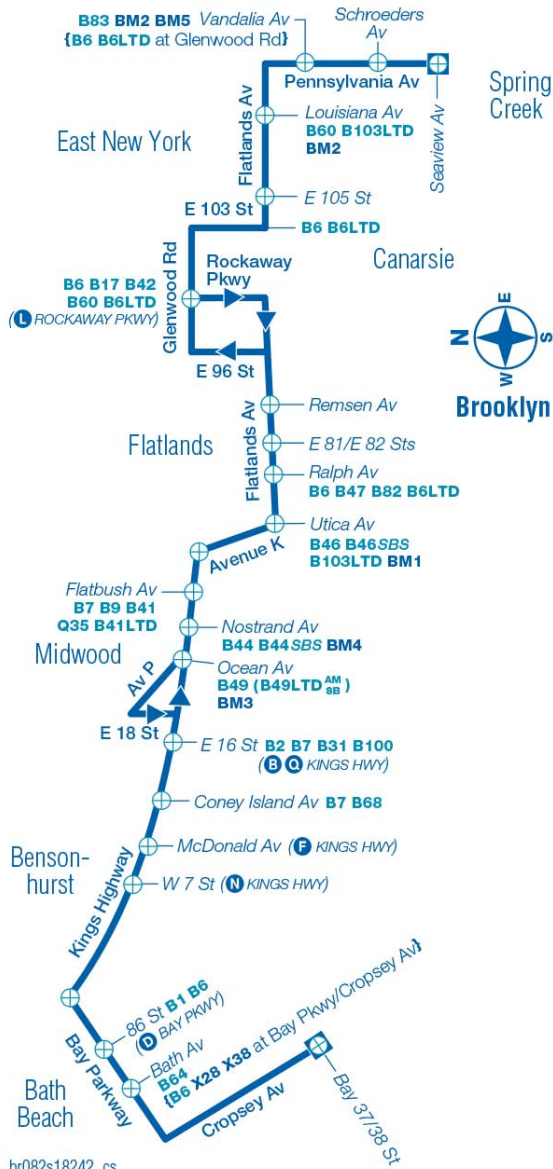 B83 BM2 BM5 Vandalia Av
{B6 B6LTD at Glenwood Rd}
Schroeders
Av
Pennsylvania Av
Spring
Creek
Seaview Av
Flatlands Av
Louisiana Av
B60 B103LTD
BM2
East New York
E 105 St
E 103 St
B6 B6LTD
Canarsie
Glenwood Rd
Rockaway
Pkwy
B6 B17 B42
B60 B6LTD
(L ROCKAWAY PKWY)
E 96 St
E
N S
W
Brooklyn
Remsen Av
Flatlands
Flatlands Av
E 81/E 82 Sts
Ralph Av
B6 B47 B82 B6LTD
Utica Av
B46 B46SBS
B103LTD BM1
Avenue K
Flatbush Av
B7 B9 B41
Q35 B41LTD
Nostrand Av
B44 B44SBS BM4
Midwood
Av P
Ocean Av
B49 (B49LTD AM SB)
BM3
E 18 St
E 16 St B2 B7 B31 B100
(B Q KINGS HWY)
Coney Island Av B7 B68
McDonald Av (F KINGS HWY)
Benson-
hurst
W 7 St (N KINGS HWY)
Kings Highway
86 St B1 B6
(D BAY PKWY)
Bath Av
B64
{B6 X28 X38 at Bay Pkwy/Cropsey Av}
Bay Parkway
Bath
Beach
Cropsey Av
Bay 37/38 St
br082s18242_cs